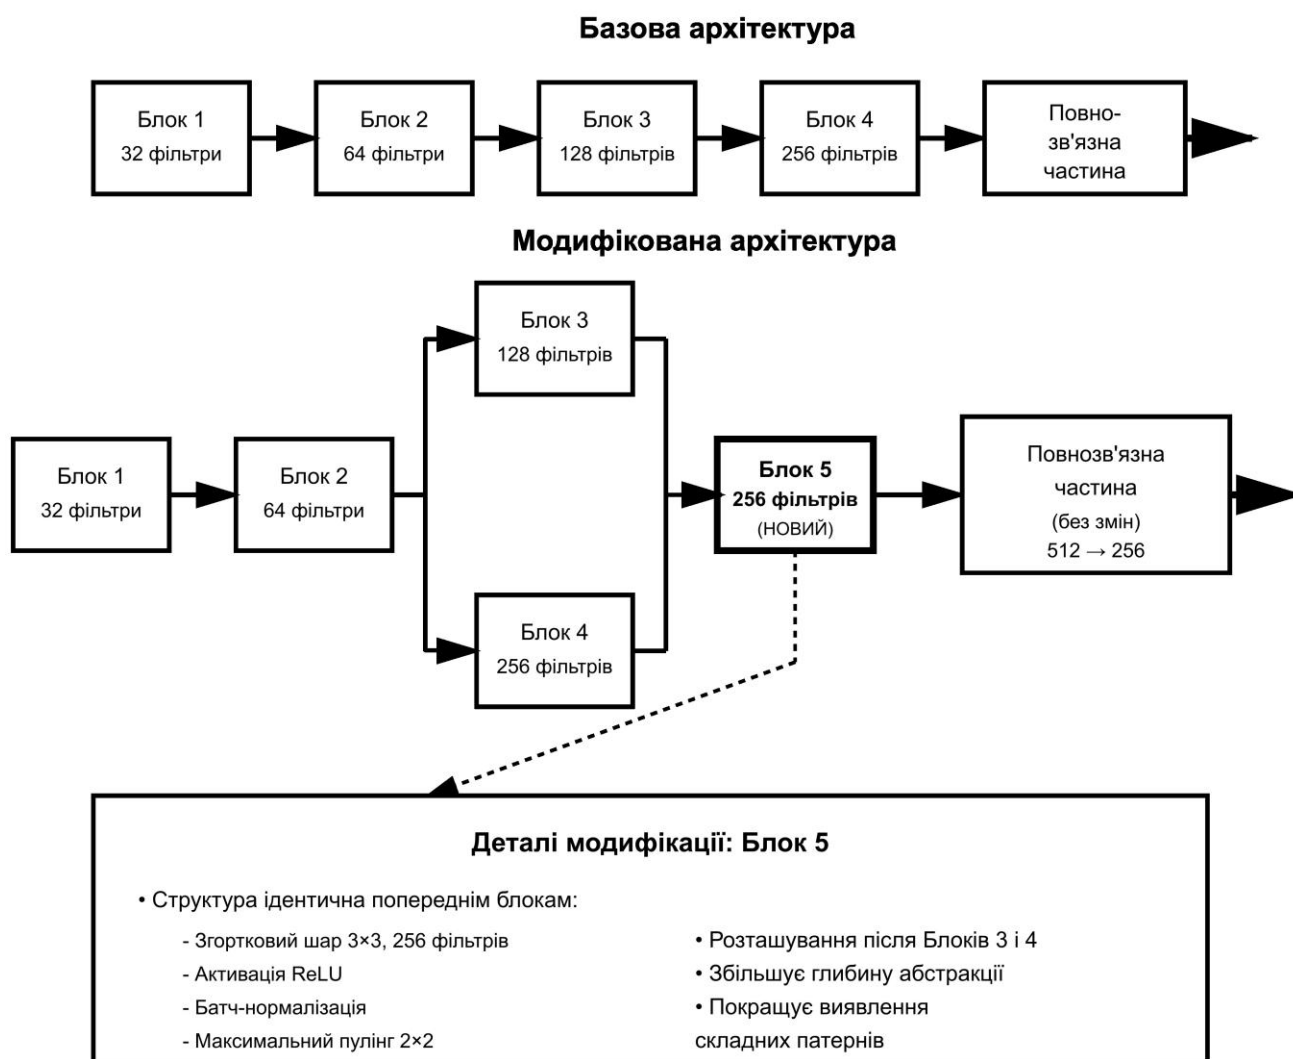 Базова архітектура
Блок 1
32 фільтри
Блок 2
64 фільтри
Блок 3
128 фільтрів
Блок 4
256 фільтрів
Повно-
зв'язна
частина
Модифікована архітектура
Блок 1
32 фільтри
Блок 2
64 фільтри
Блок 3
128 фільтрів
Блок 4
256 фільтрів
Блок 5
256 фільтрів
(НОВИЙ)
Повнозв'язна
частина
(без змін)
512 → 256
Деталі модифікації: Блок 5
• Структура ідентична попереднім блокам:
- Згортковий шар 3×3, 256 фільтрів
- Активація ReLU
- Батч-нормалізація
- Максимальний пулінг 2×2
• Розташування після Блоків 3 і 4
• Збільшує глибину абстракції
• Покращує виявлення
складних патернів